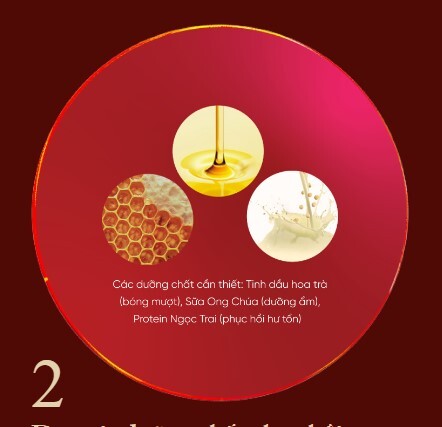 Các dưỡng chất cần thiết: Tinh dầu hoa trà
(bóng mượt), Sữa Ong Chúa (dưỡng ẩm),
Protein Ngọc Trai (phục hồi hư tổn)
2